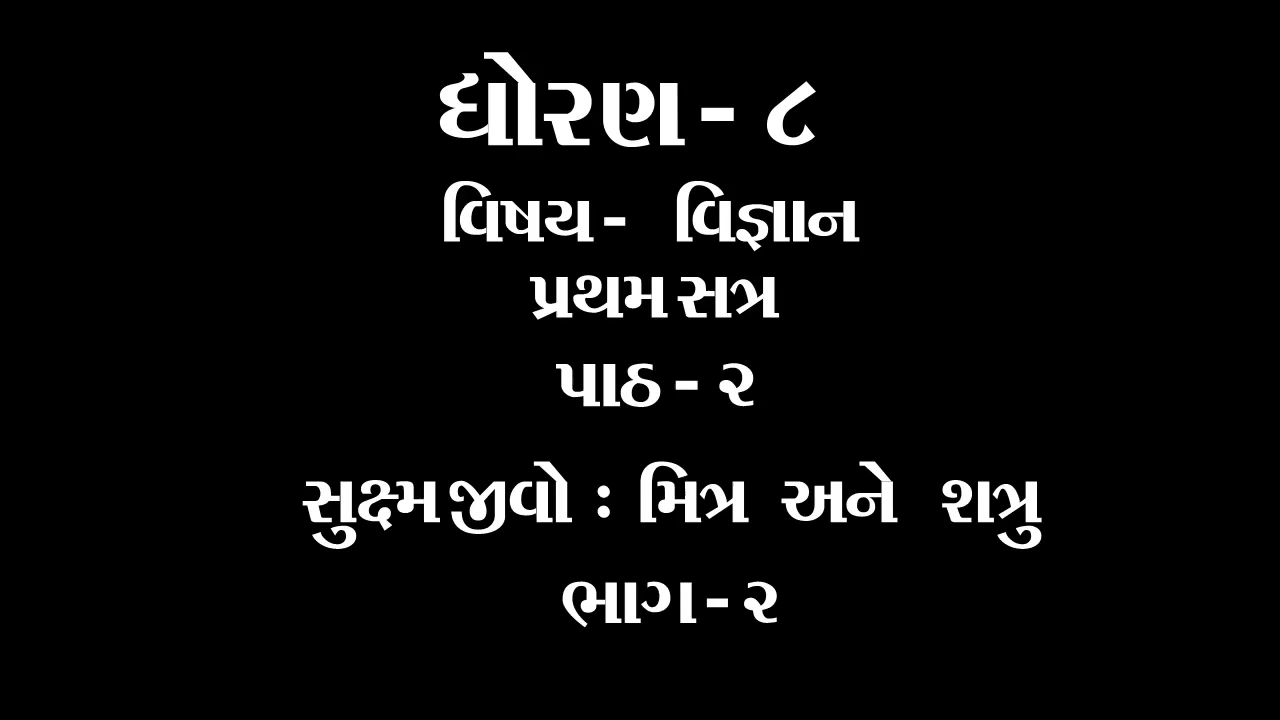 ધોરણ - ૮
વિષય - વિજ્ઞાન
પ્રથમ સત્ર
પાઠ - ૨
સુક્ષ્મ જીવો : મિત્ર અને શત્રુ
ભાગ - ૨